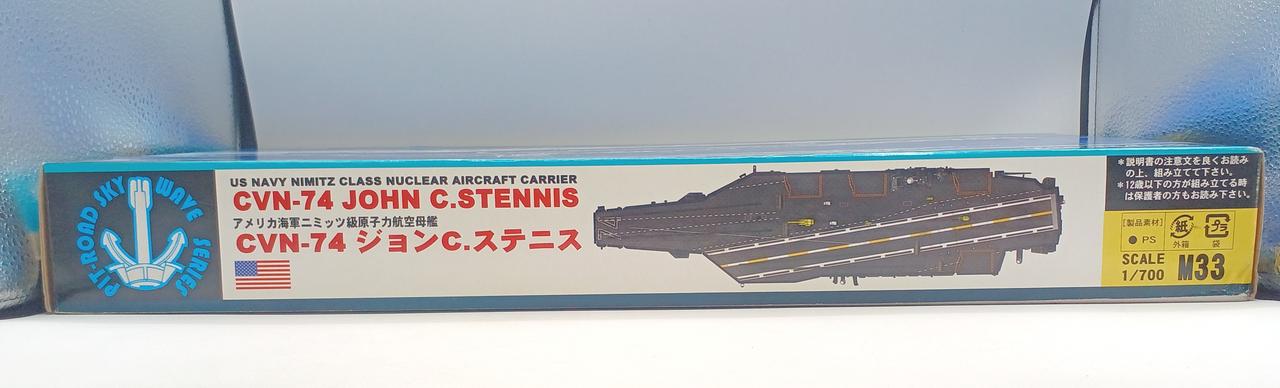 PIT-ROAD SKY WAVE SERIES
US NAVY NIMITZ CLASS NUCLEAR AIRCRAFT CARRIER
CVN-74 JOHN C.STENNIS
アメリカ海軍ニミッツ級原子力航空母艦
CVN-74 ジョンC.ステニス
74
*説明書の注意文を良くお読み
の上、組み立てて下さい。
*12歳以下の方が組み立てる時
は保護者の方もお読み下さい。
[製品素材]
● PS
紙
外箱
プラ
袋
SCALE
1/700
M33